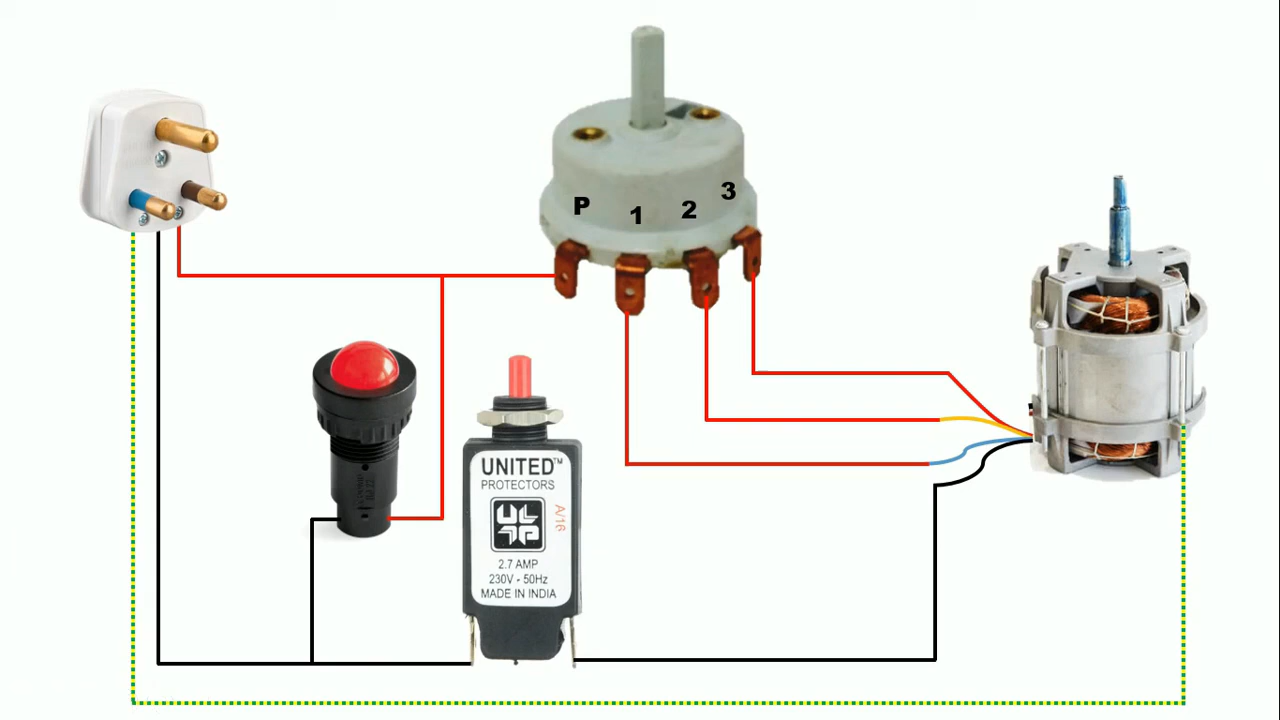 P
1
2
3
UNITED™
PROTECTORS
A/16
2.7 AMP
230V - 50Hz
MADE IN INDIA